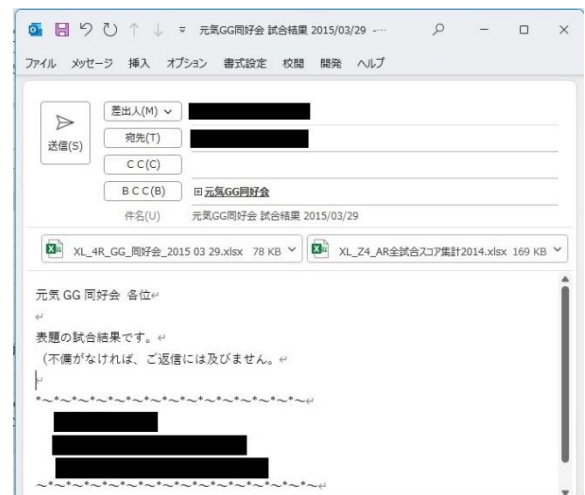 元気GG同好会 試合結果 2015/03/29 -…
ファイル メッセージ 挿入 オプション 書式設定 校閲 開発 ヘルプ
送信(S)
差出人(M)
宛先(T)
CC(C)
BCC(B) 元気GG同好会
件名(U) 元気GG同好会 試合結果 2015/03/29
XL_4R_GG_同好会_2015 03 29.xlsx 78 KB XL_Z4_AR全試合スコア集計2014.xlsx 169 KB
元気 GG 同好会 各位↵
↵
表題の試合結果です。↵
（不備がなければ、ご返信には及びません。↵
↵
*～*～*～*～*～*～*～*～*～*～*～*～*～*～↵
～*～*～*～*～*～*～*～*～*～*～*～*～*～*～↵